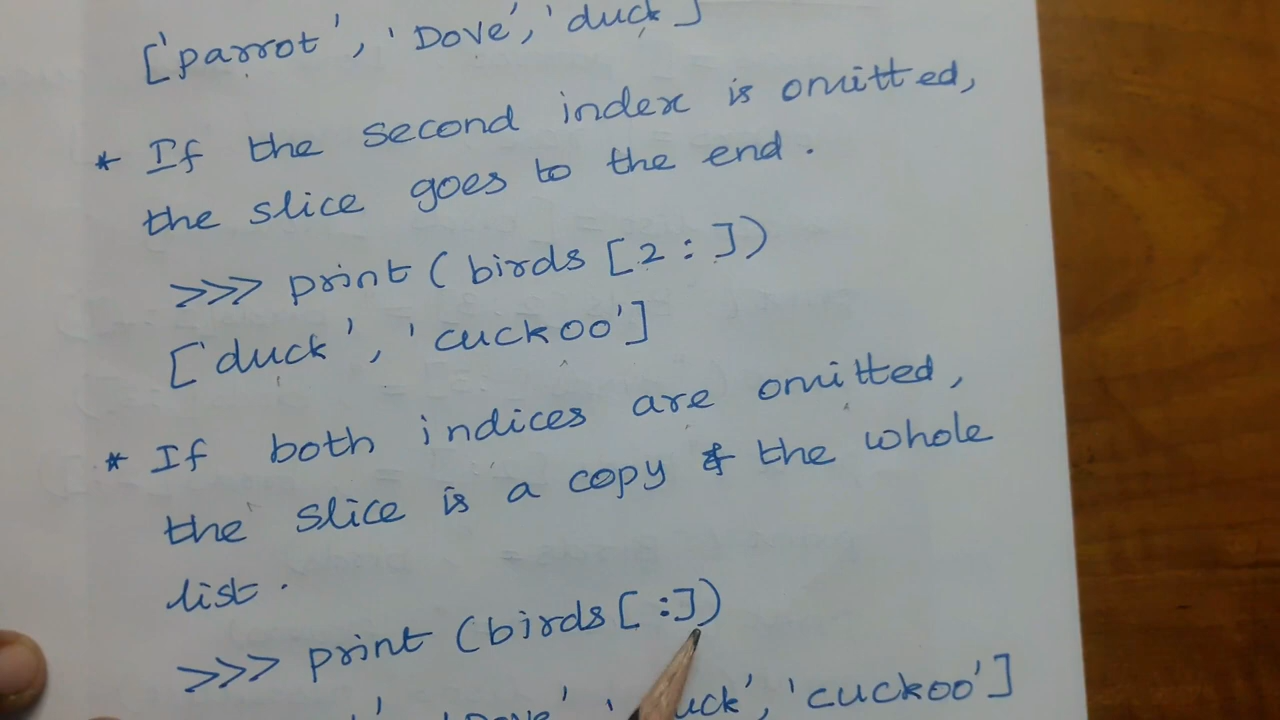 ['parrot', 'Dove', 'duck]
* If the second index is omitted,
the slice goes to the end.
>>> print( birds [2:])
['duck', 'cuckoo']
* If both indices are omitted,
the slice is a copy of the whole
list.
>>> print (birds[:])
'cuckoo']